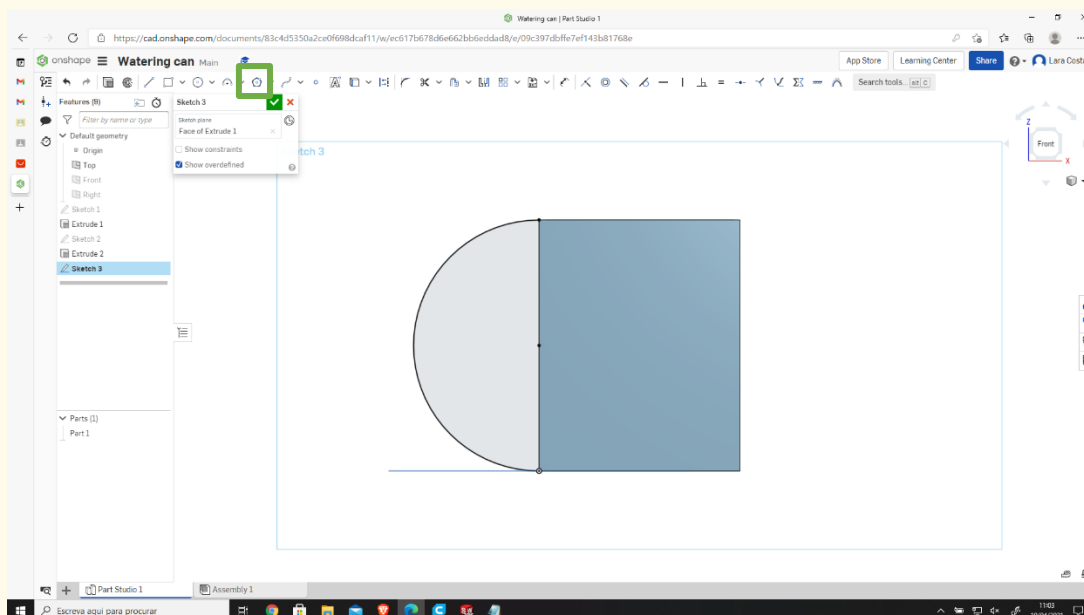 Watering can | Part Studio 1
https://cad.onshape.com/documents/83c4d5350a2ce0f698dcaf11/w/ec617b678d6e662bb6eddad8/e/09c397dbffe7ef143b81768e
onshape Watering can Main
App Store Learning Center Share Lara Costa
Search tools... alt C
Features (9)
Filter by name or type
Default geometry
Origin
Top
Front
Right
Sketch 1
Extrude 1
Sketch 2
Extrude 2
Sketch 3
Sketch 3
Sketch plane
Face of Extrude 1
Show constraints
Show overdefined
tch 3
Z
Front
X
Parts (1)
Part 1
Part Studio 1 Assembly 1
Escreva aqui para procurar
11:03